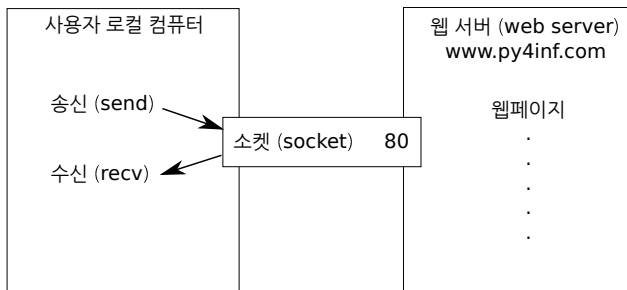 사용자 로컬 컴퓨터
송신 (send)
수신 (recv)
소켓 (socket) 80
웹 서버 (web server)
www.py4inf.com
웹페이지
.
.
.
.
.